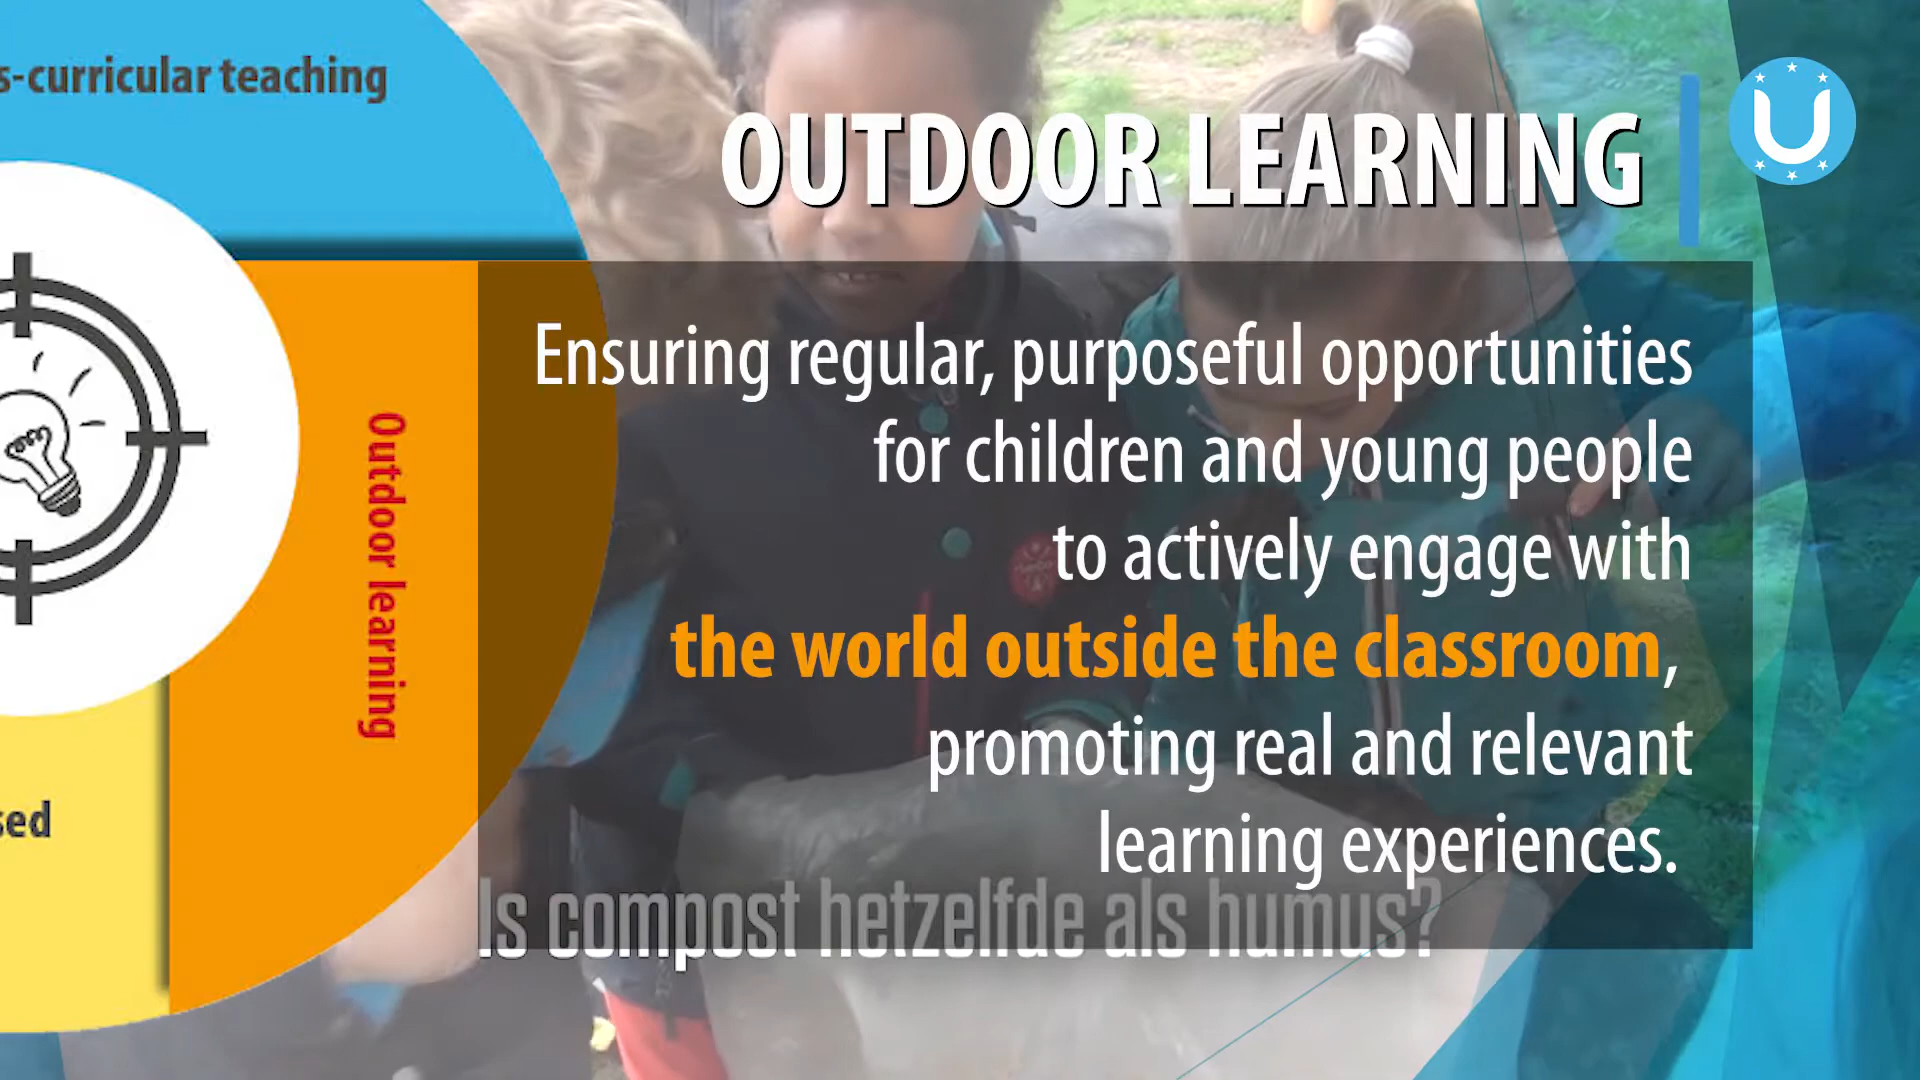 s-curricular teaching
OUTDOOR LEARNING
U
Ensuring regular, purposeful opportunities
for children and young people
to actively engage with
the world outside the classroom,
promoting real and relevant
learning experiences.
Outdoor learning
sed
Is compost hetzelfde als humus?